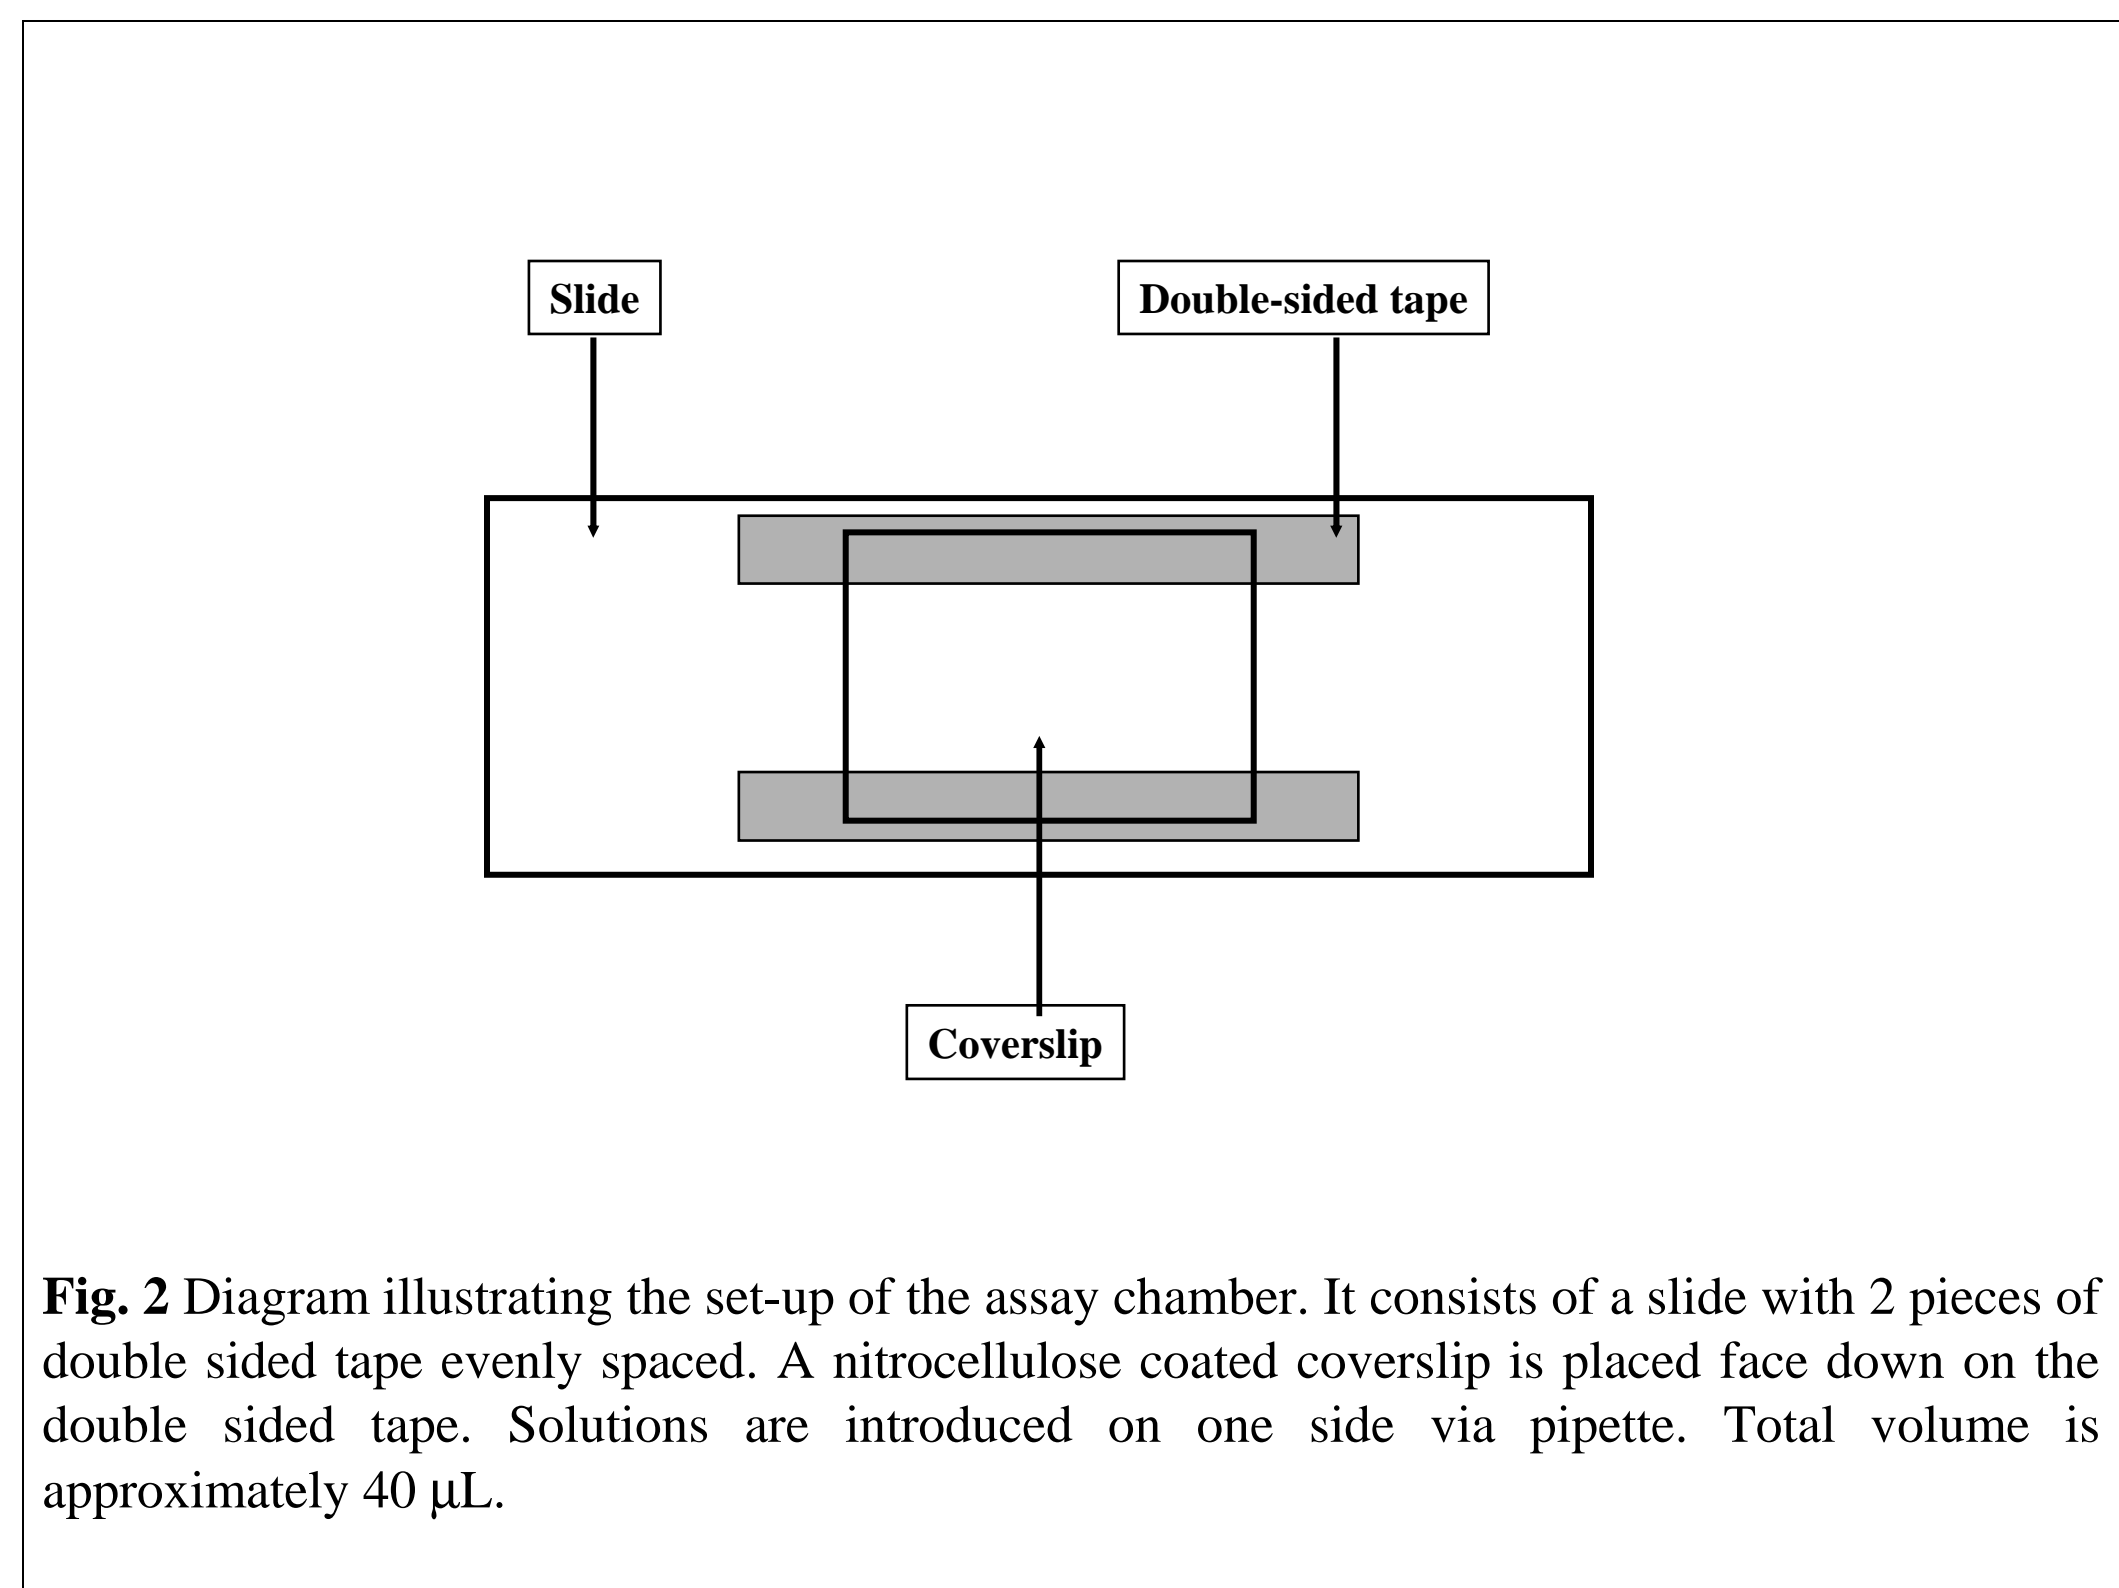 Slide
Double-sided tape
Coverslip
Fig. 2 Diagram illustrating the set-up of the assay chamber. It consists of a slide with 2 pieces of
double sided tape evenly spaced. A nitrocellulose coated coverslip is placed face down on the
double sided tape. Solutions are introduced on one side via pipette. Total volume is
approximately 40 μL.